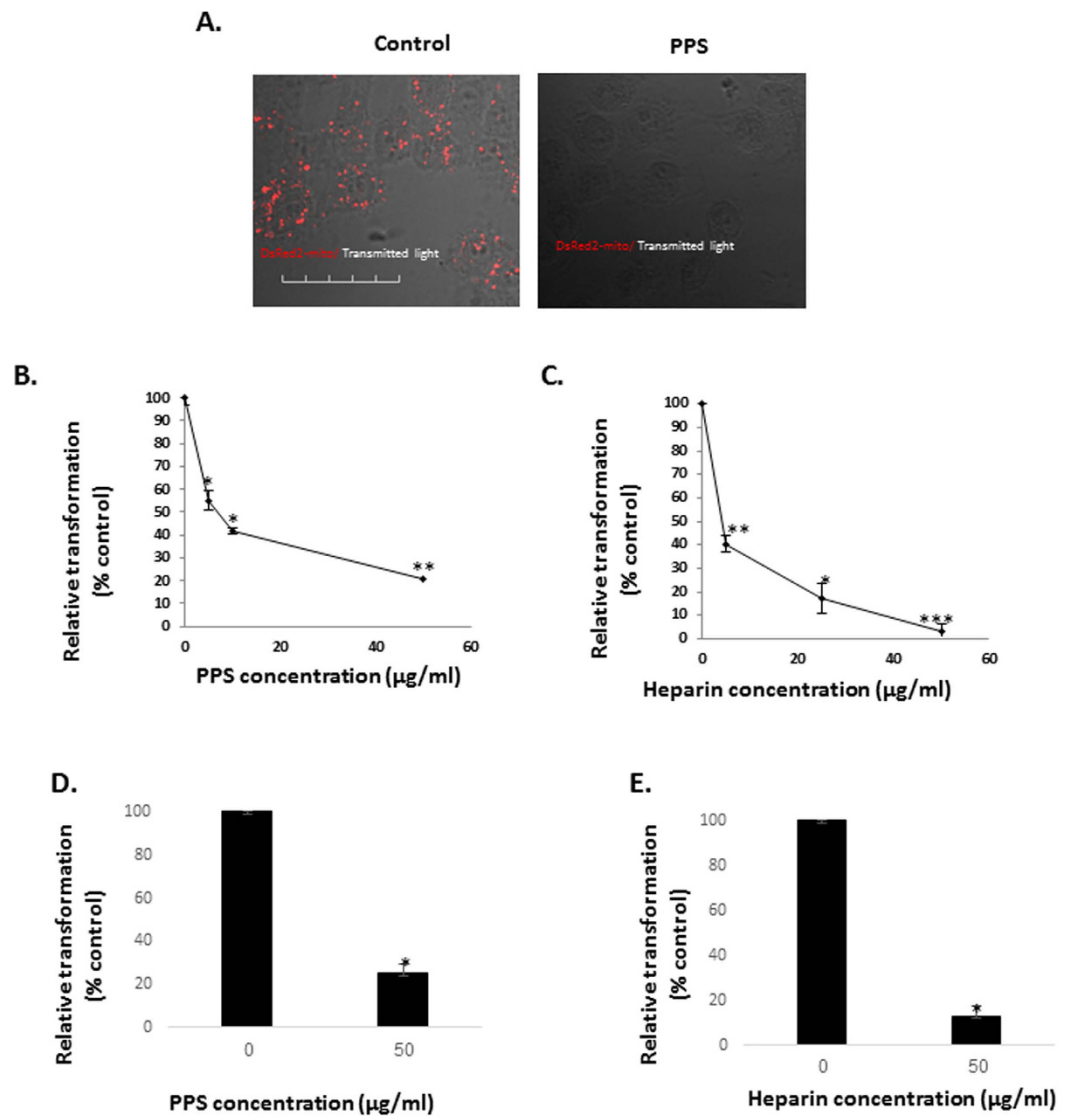 A.
Control
PPS
DsRed2-mito/ Transmitted light
DsRed2-mito/ Transmitted light
B.
Relative transformation
(% control)
100
90
80
70
60
50
40
30
20
10
0
*
*
**
0 20 40 60
PPS concentration (µg/ml)
C.
Relative transformation
(% control)
100
90
80
70
60
50
40
30
20
10
0
**
*
***
0 20 40 60
Heparin concentration (µg/ml)
D.
Relative transformation
(% control)
100
80
60
40
20
0
*
0 50
PPS concentration (µg/ml)
E.
Relative transformation
(% control)
100
80
60
40
20
0
*
0 50
Heparin concentration (µg/ml)